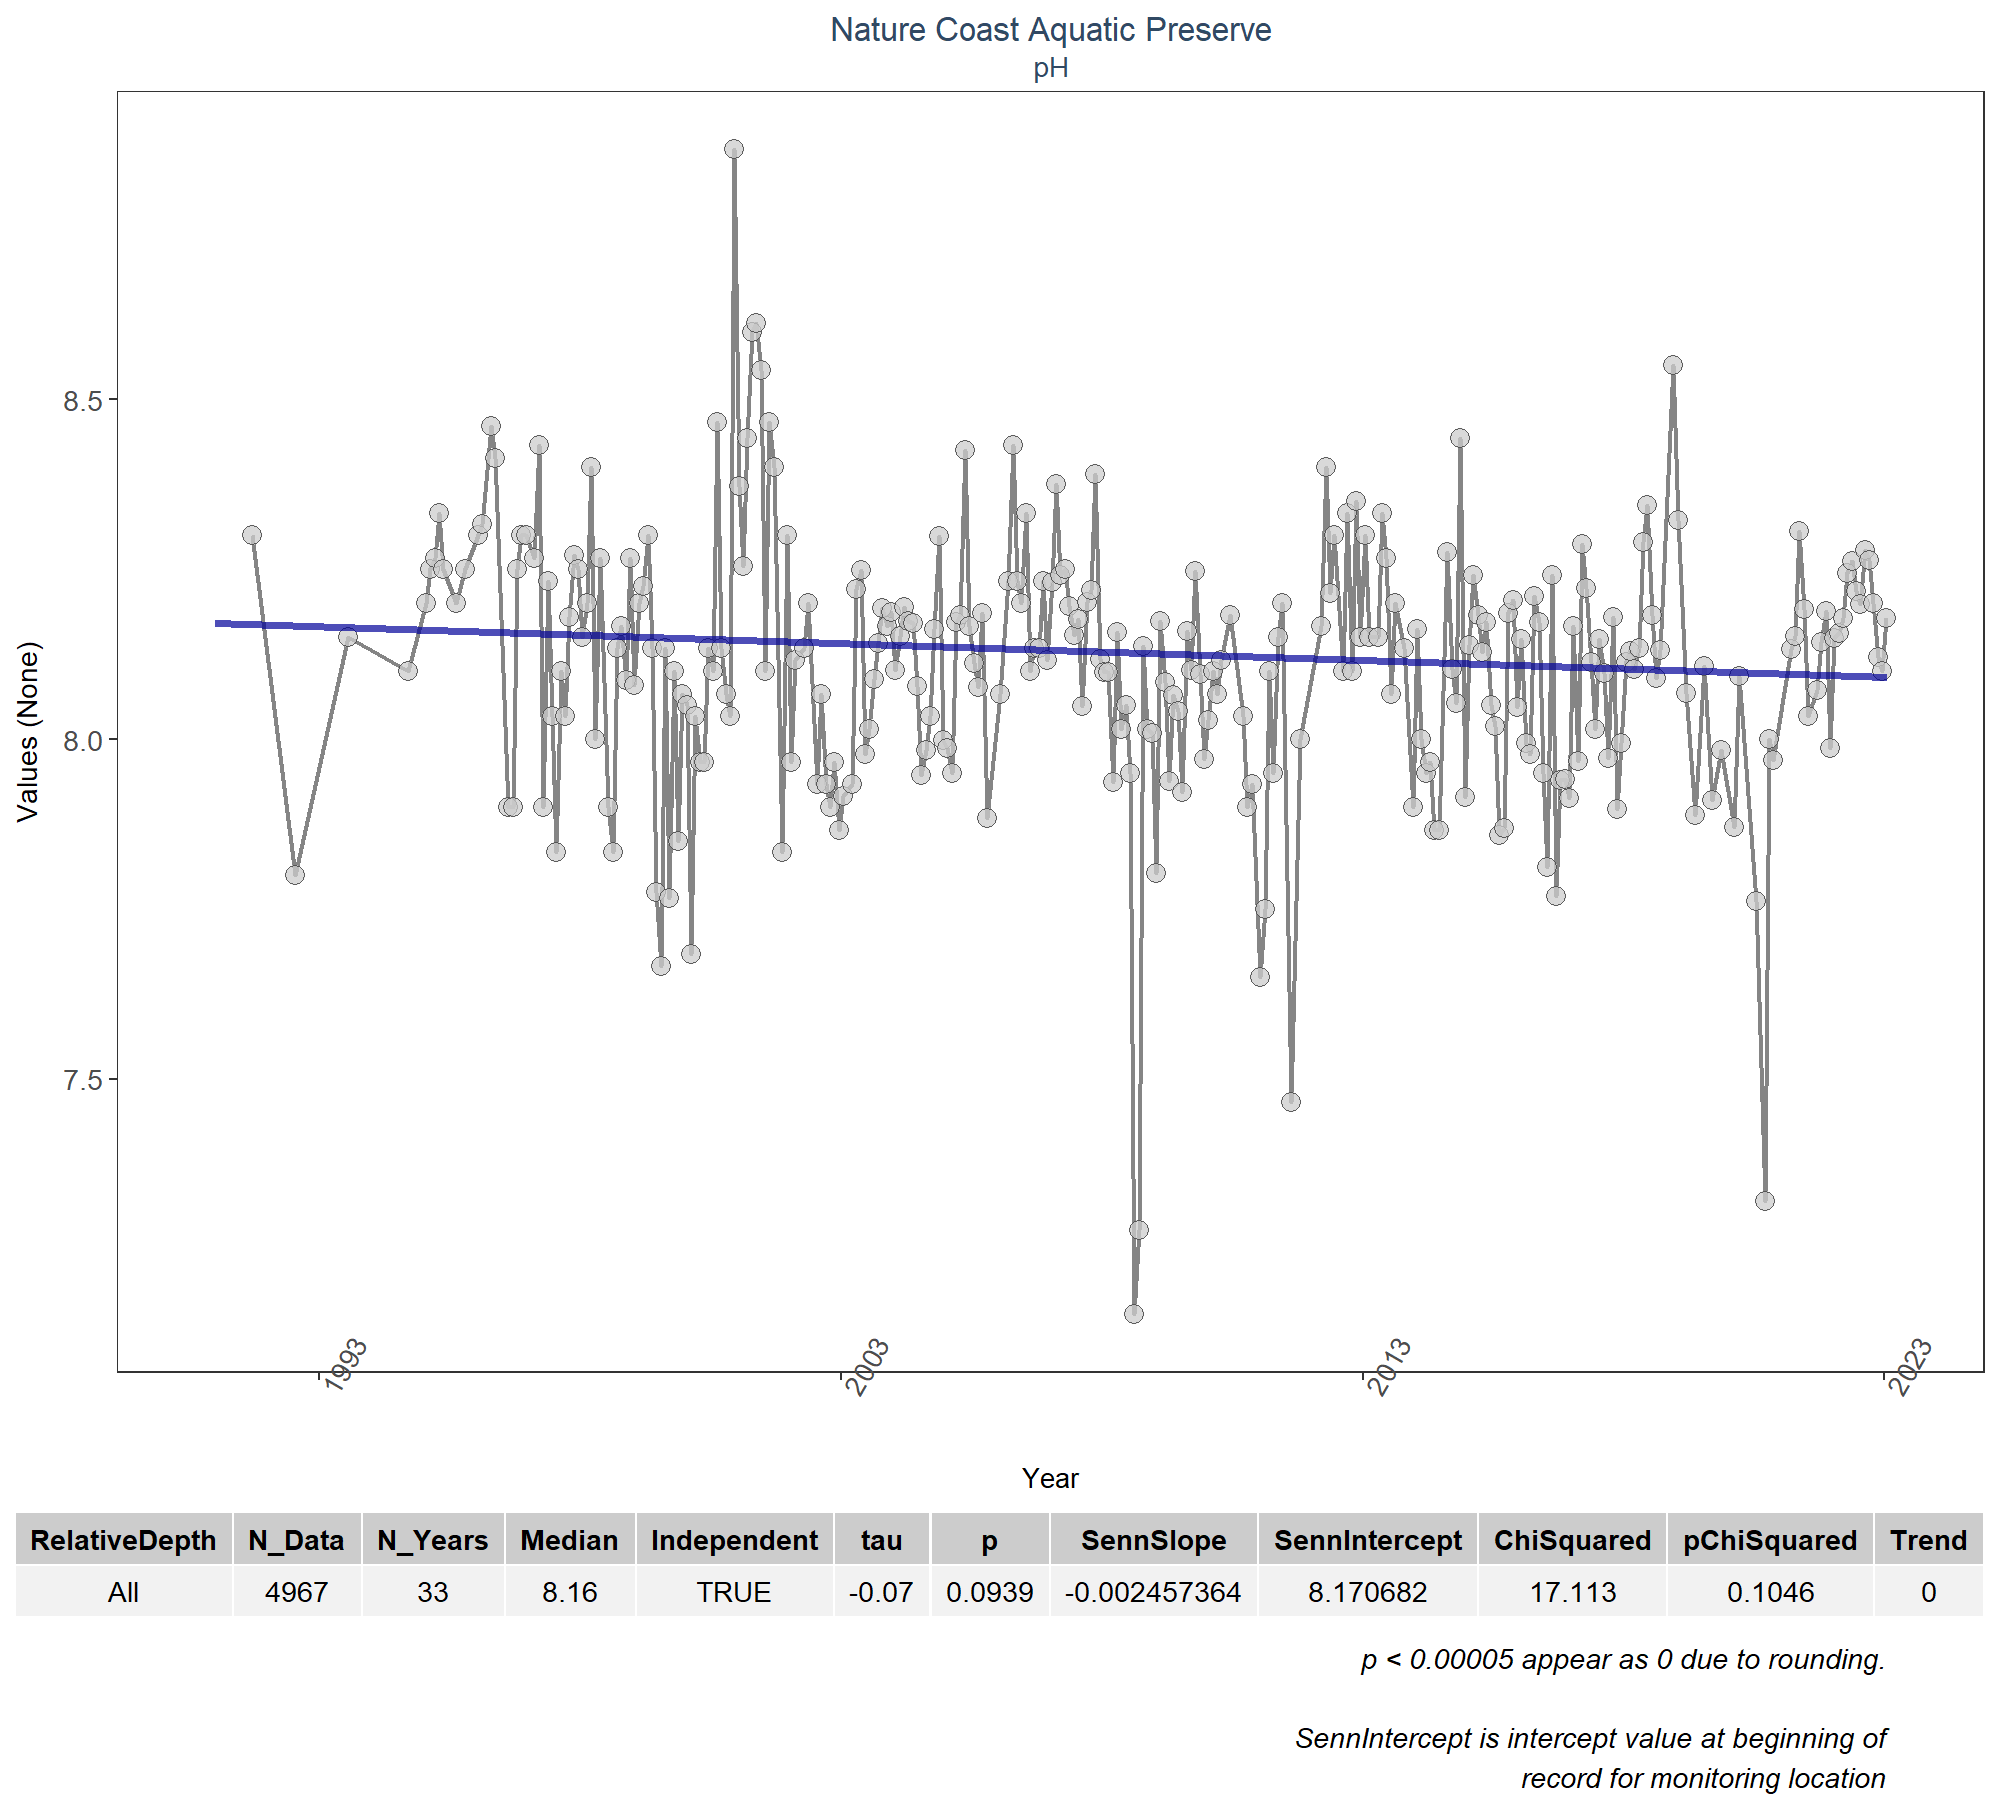 Nature Coast Aquatic Preserve
pH
Values (None)
8.5
8.0
7.5
1993 2003 2013 2023
Year
RelativeDepth N_Data N_Years Median Independent tau p SennSlope SennIntercept ChiSquared pChiSquared Trend
All 4967 33 8.16 TRUE -0.07 0.0939 -0.002457364 8.170682 17.113 0.1046 0
p < 0.00005 appear as 0 due to rounding.
SennIntercept is intercept value at beginning of
record for monitoring location